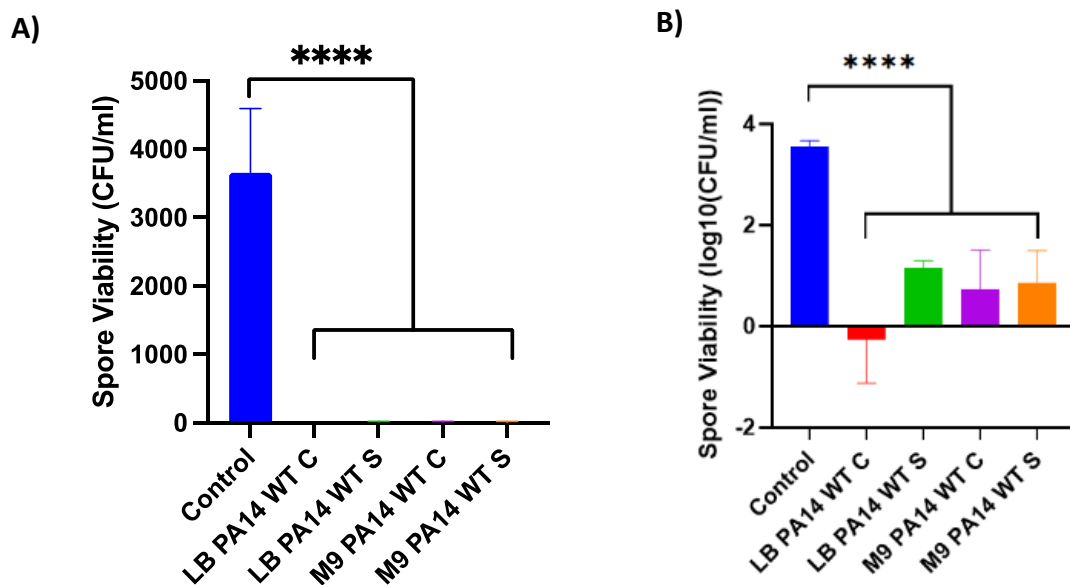 A)
****
Spore Viability (CFU/ml)
5000
4000
3000
2000
1000
0
Control
LB PA14 WT C
LB PA14 WT S
M9 PA14 WT C
M9 PA14 WT S
B)
****
Spore Viability (log10(CFU/ml))
4
2
0
-2
Control
LB PA14 WT C
LB PA14 WT S
M9 PA14 WT C
M9 PA14 WT S